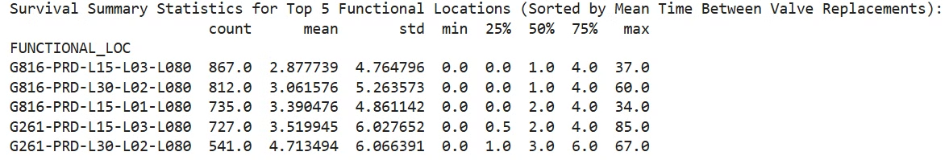 Survival Summary Statistics for Top 5 Functional Locations (Sorted by Mean Time Between Valve Replacements):
count mean std min 25% 50% 75% max
FUNCTIONAL_LOC
G816-PRD-L15-L03-L080 867.0 2.877739 4.764796 0.0 0.0 1.0 4.0 37.0
G816-PRD-L30-L02-L080 812.0 3.061576 5.263573 0.0 0.0 1.0 4.0 60.0
G816-PRD-L15-L01-L080 735.0 3.390476 4.861142 0.0 0.0 2.0 4.0 34.0
G261-PRD-L15-L03-L080 727.0 3.519945 6.027652 0.0 0.5 2.0 4.0 85.0
G261-PRD-L30-L02-L080 541.0 4.713494 6.066391 0.0 1.0 3.0 6.0 67.0